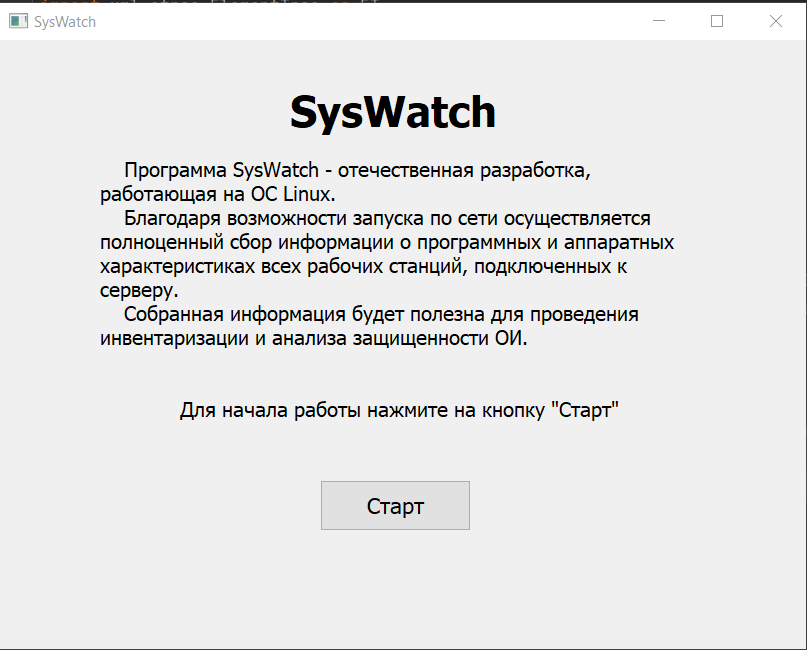 SysWatch
SysWatch
Программа SysWatch - отечественная разработка,
работающая на ОС Linux.
Благодаря возможности запуска по сети осуществляется
полноценный сбор информации о программных и аппаратных
характеристиках всех рабочих станций, подключенных к
серверу.
Собранная информация будет полезна для проведения
инвентаризации и анализа защищенности ОИ.
Для начала работы нажмите на кнопку "Старт"
Старт